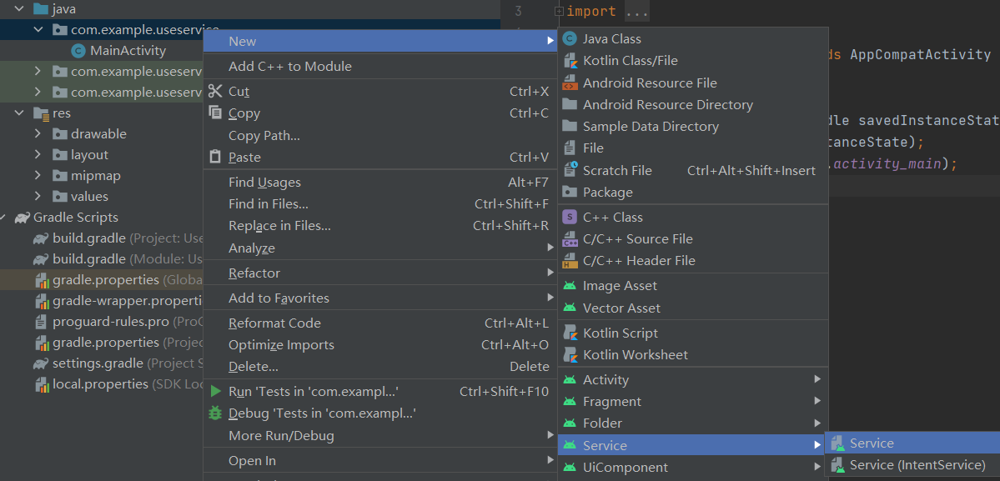 java
com.example.useservice
MainActivity
com.example.useserv
com.example.useserv
res
drawable
layout
mipmap
values
Gradle Scripts
build.gradle (Project: Use
build.gradle (Module: Us
gradle.properties (Globa
gradle-wrapper.properti
proguard-rules.pro (ProG
gradle.properties (Projec
settings.gradle (Project S
local.properties (SDK Loc
New
Add C++ to Module
Cut Ctrl+X
Copy Ctrl+C
Copy Path...
Paste Ctrl+V
Find Usages Alt+F7
Find in Files... Ctrl+Shift+F
Replace in Files... Ctrl+Shift+R
Analyze
Refactor
Add to Favorites
Reformat Code Ctrl+Alt+L
Optimize Imports Ctrl+Alt+O
Delete... Delete
Run 'Tests in 'com.exampl...' Ctrl+Shift+F10
Debug 'Tests in 'com.exampl...'
More Run/Debug
Open In
3 import ...
ds AppCompatActivity
dle savedInstanceStat
tanceState);
.activity_main);
Java Class
Kotlin Class/File
Android Resource File
Android Resource Directory
Sample Data Directory
File
Scratch File Ctrl+Alt+Shift+Insert
Package
C++ Class
C/C++ Source File
C/C++ Header File
Image Asset
Vector Asset
Kotlin Script
Kotlin Worksheet
Activity
Fragment
Folder
Service
UiComponent
Service
Service (IntentService)